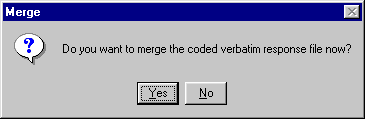 Merge
Do you want to merge the coded verbatim response file now?
Yes No